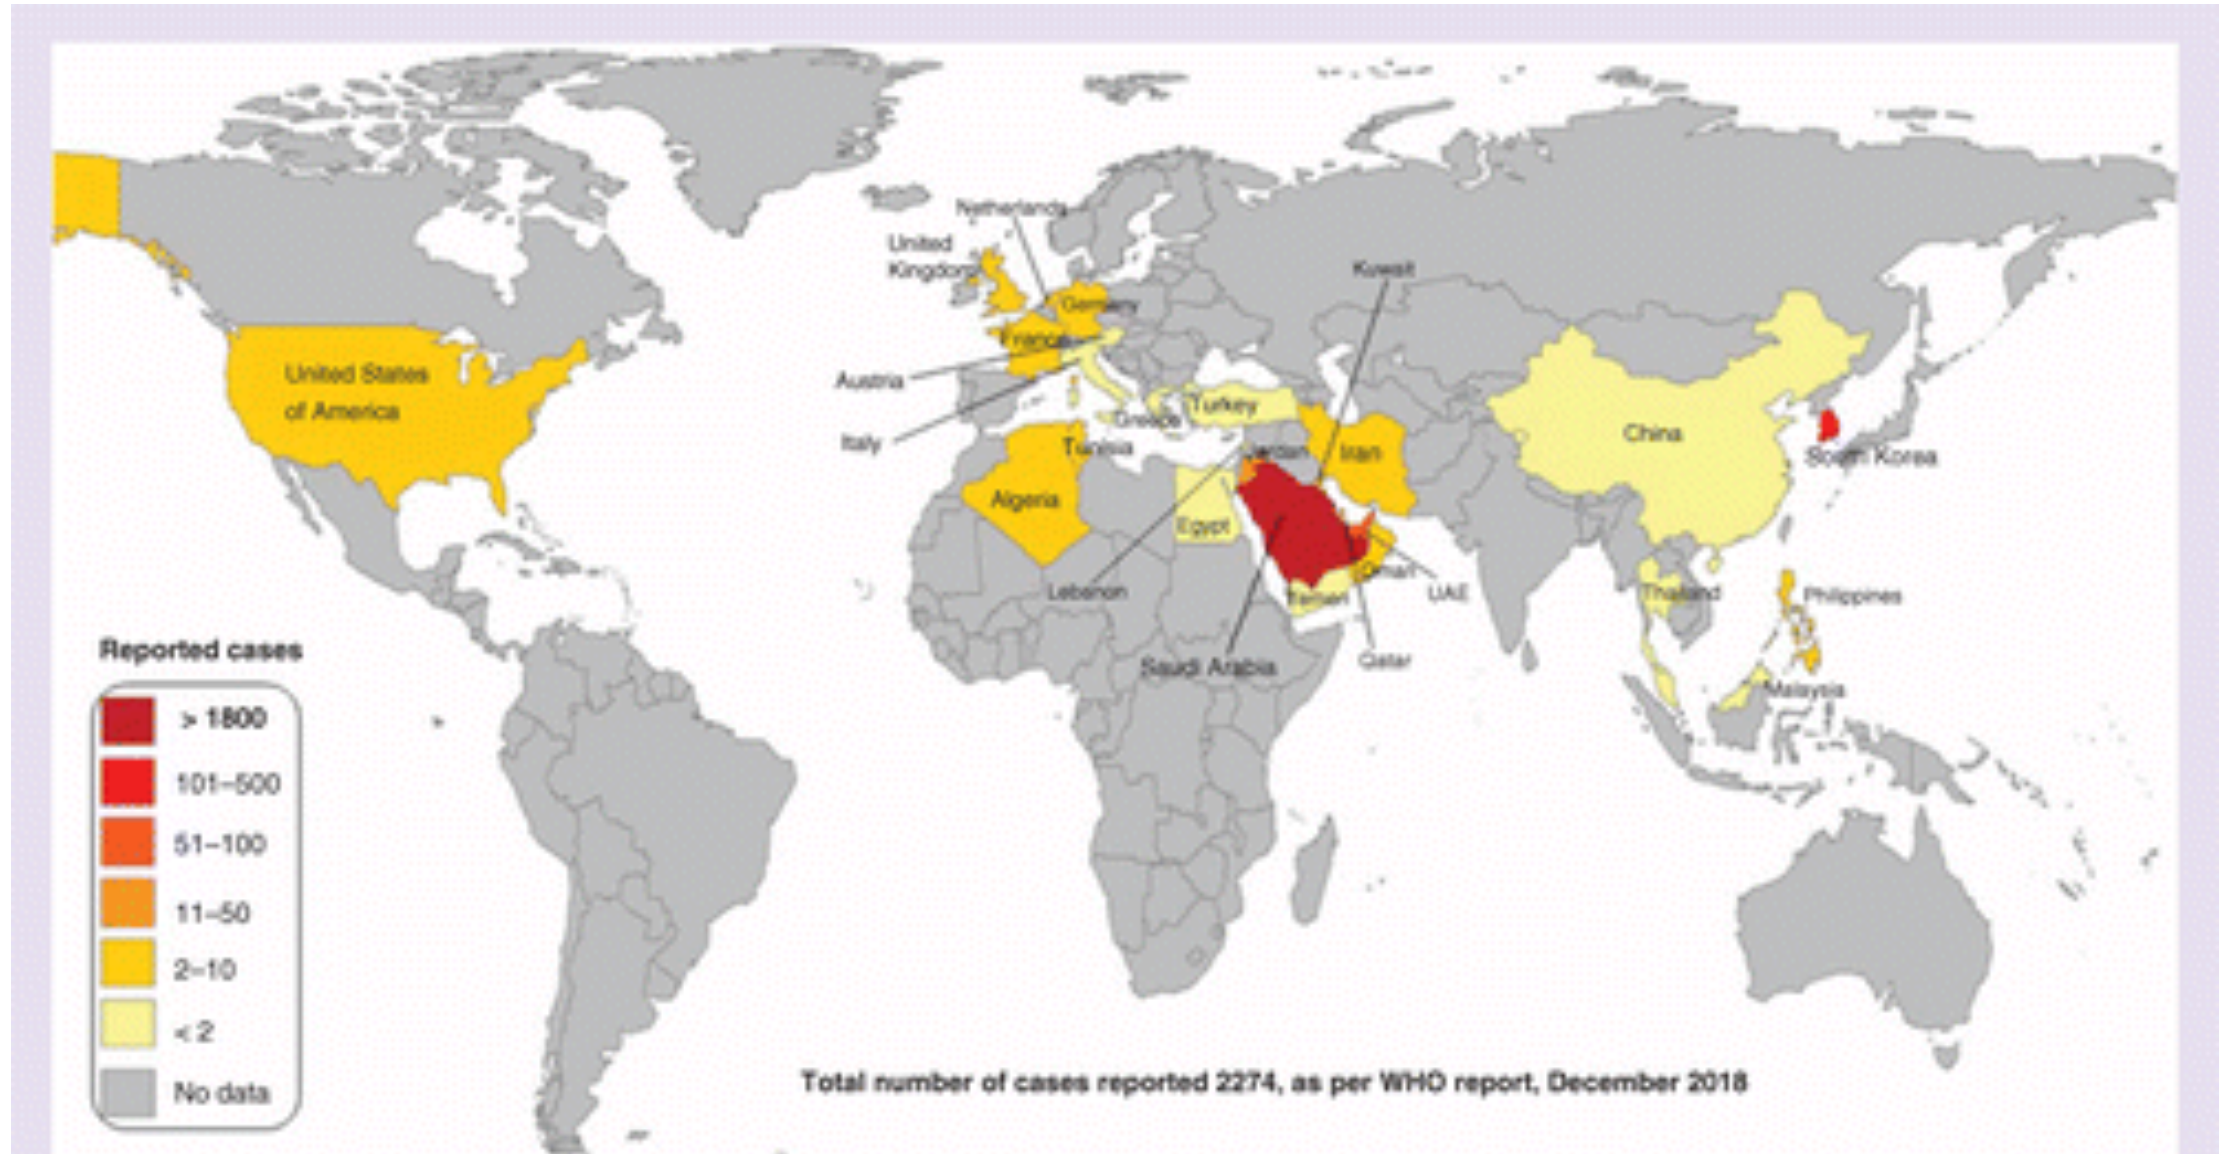 Netherlands
United
Kingdom
Kuwait
Germany
France
United States
of America
Austria
Italy
Greece
Turkey
Tunisia
Jordan
Iran
China
South Korea
Algeria
Egypt
Lebanon
Yemen
Oman
UAE
Saudi Arabia
Qatar
Thailand
Philippines
Malaysia
Reported cases
> 1800
101–500
51–100
11–50
2–10
< 2
No data
Total number of cases reported 2274, as per WHO report, December 2018